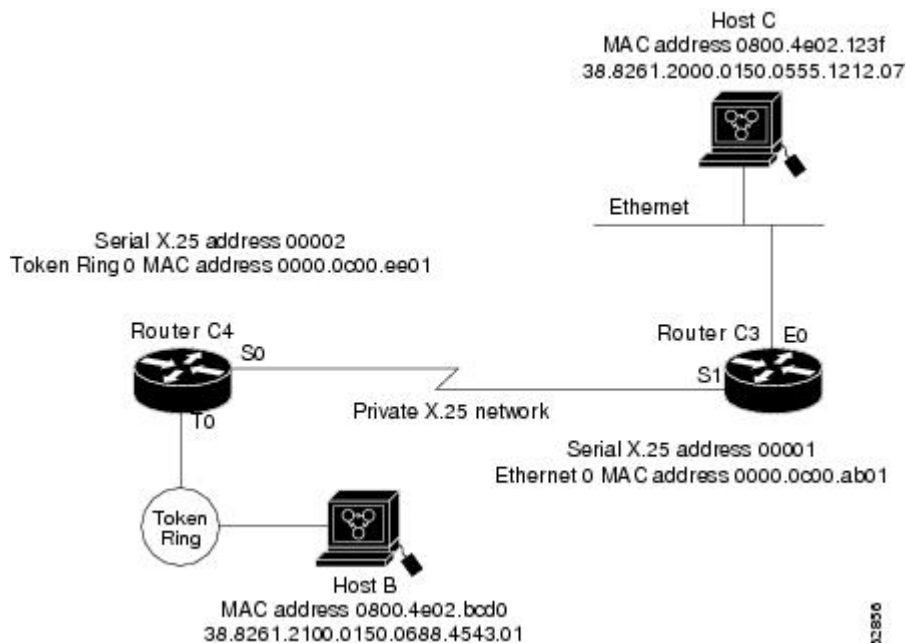 Host C
MAC address 0800.4e02.123f
38.8261.2000.0150.0555.1212.07
Ethernet
Serial X.25 address 00002
Token Ring 0 MAC address 0000.0c00.ee01
Router C4
S0
Router C3
E0
S1
T0
Private X.25 network
Serial X.25 address 00001
Ethernet 0 MAC address 0000.0c00.ab01
Token
Ring
Host B
MAC address 0800.4e02.bcd0
38.8261.2100.0150.0688.4543.01